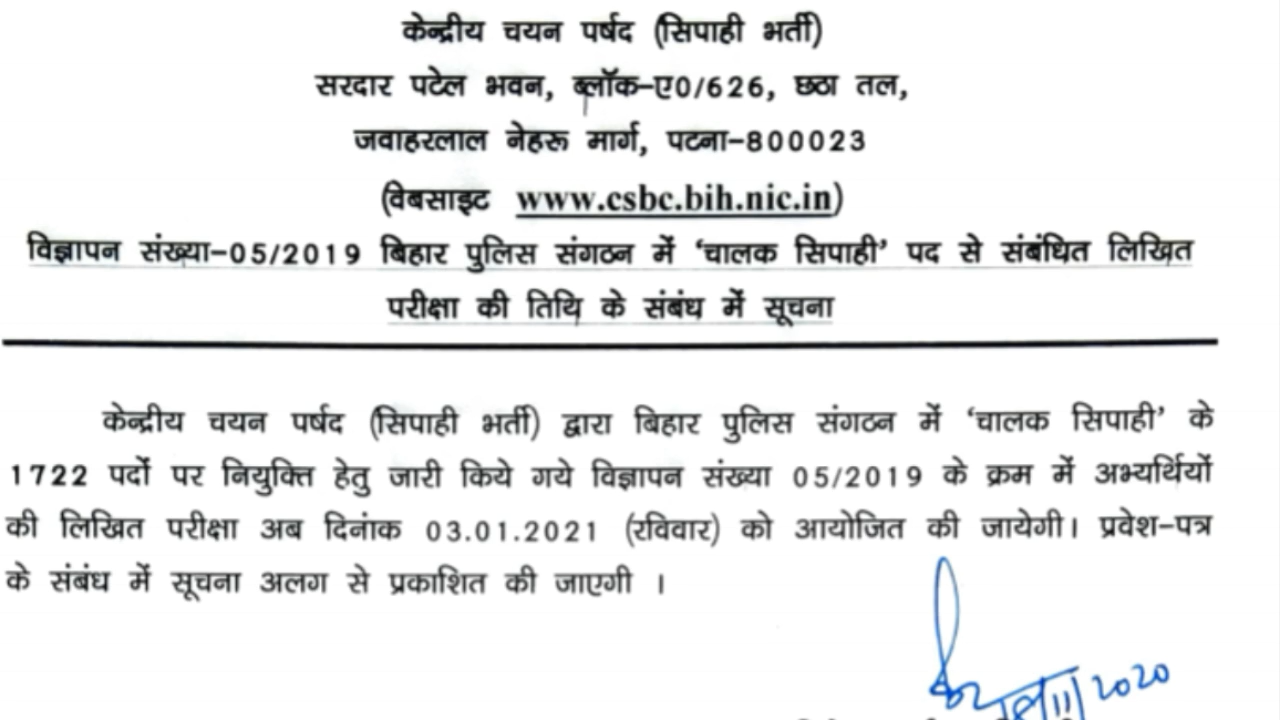 केन्द्रीय चयन पर्षद (सिपाही भर्ती)
सरदार पटेल भवन, ब्लॉक-ए0/626, छठा तल,
जवाहरलाल नेहरू मार्ग, पटना-800023
(वेबसाइट www.csbc.bih.nic.in)
विज्ञापन संख्या-05/2019 बिहार पुलिस संगठन में ‘चालक सिपाही’ पद से संबंधित लिखित
परीक्षा की तिथि के संबंध में सूचना
केन्द्रीय चयन पर्षद (सिपाही भर्ती) द्वारा बिहार पुलिस संगठन में ‘चालक सिपाही’ के
1722 पदों पर नियुक्ति हेतु जारी किये गये विज्ञापन संख्या 05/2019 के क्रम में अभ्यर्थियों
की लिखित परीक्षा अब दिनांक 03.01.2021 (रविवार) को आयोजित की जायेगी। प्रवेश-पत्र
के संबंध में सूचना अलग से प्रकाशित की जाएगी ।
11/2020